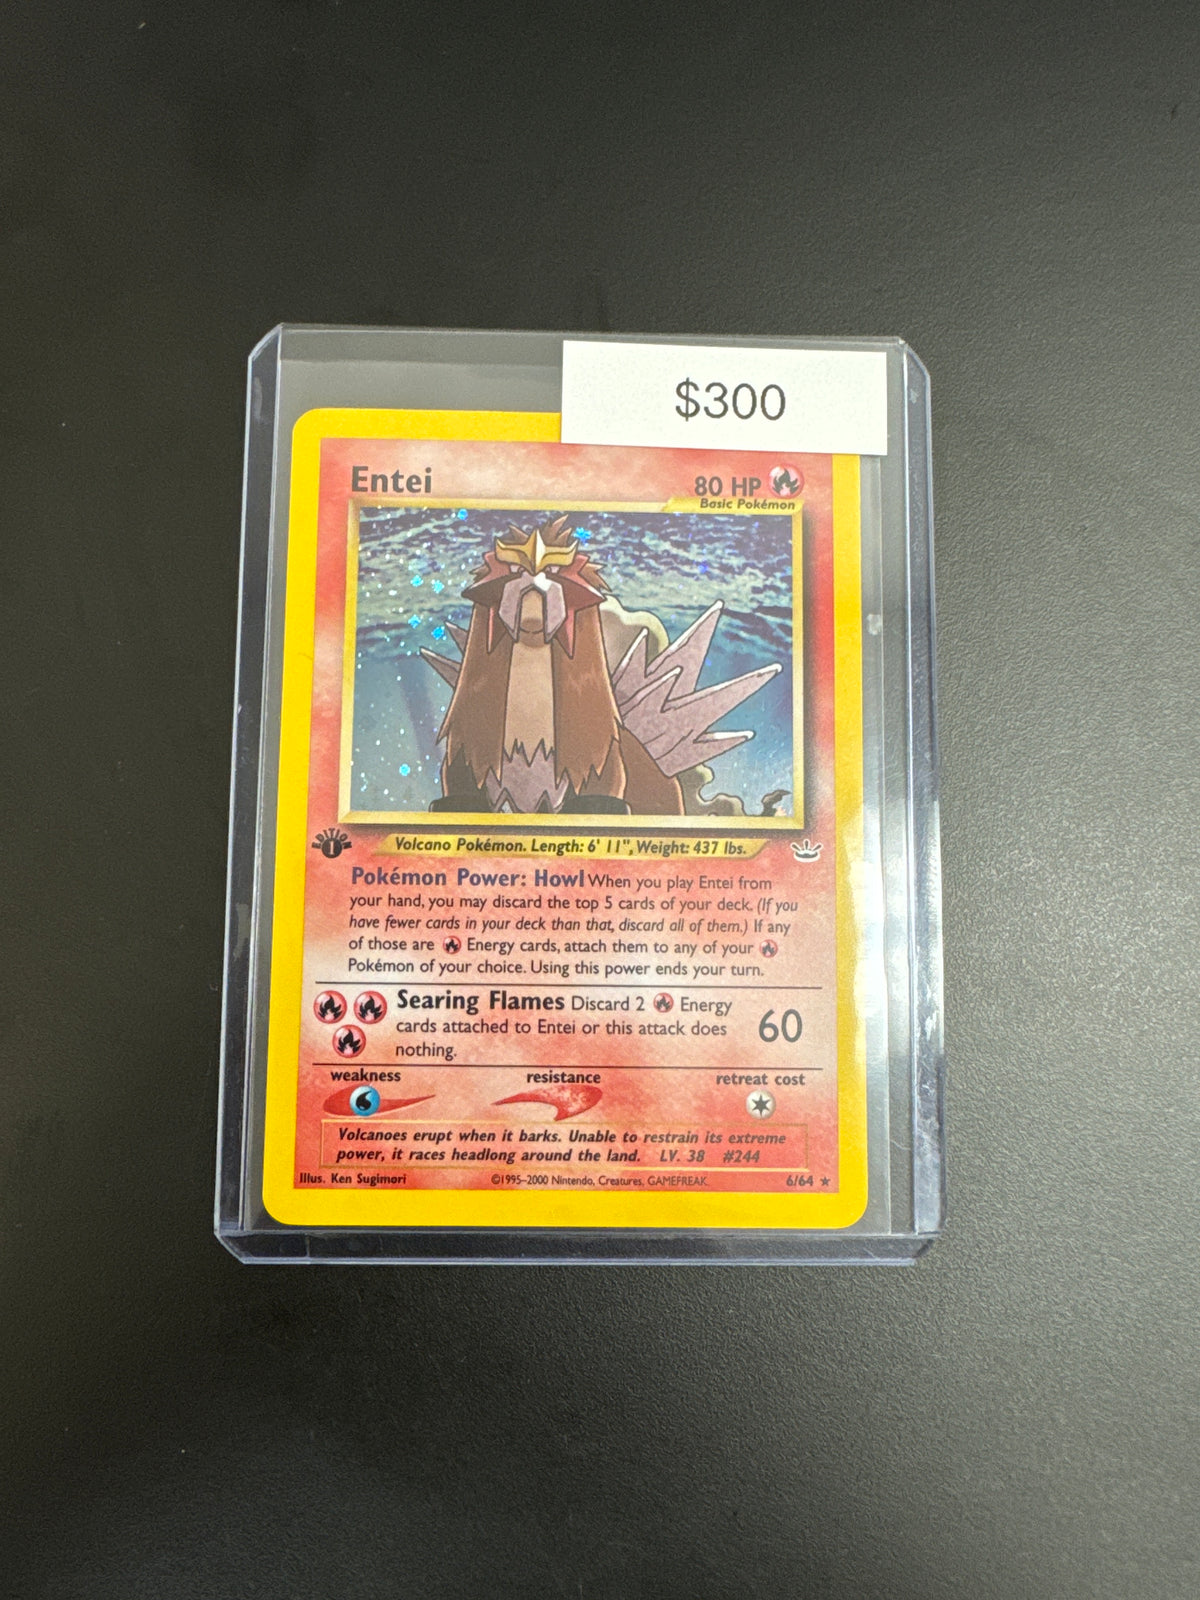 $300
Entei
80 HP
Basic Pokémon
EDITION
1
Volcano Pokémon. Length: 6' 11", Weight: 437 lbs.
Pokémon Power: Howl When you play Entei from
your hand, you may discard the top 5 cards of your deck. (If you
have fewer cards in your deck than that, discard all of them.) If any
of those are Energy cards, attach them to any of your
Pokémon of your choice. Using this power ends your turn.
Searing Flames Discard 2 Energy
cards attached to Entei or this attack does
nothing.
60
weakness
resistance
retreat cost
Volcanoes erupt when it barks. Unable to restrain its extreme
power, it races headlong around the land. LV. 38 #244
Illus. Ken Sugimori
©1995–2000 Nintendo, Creatures, GAMEFREAK.
6/64 ★